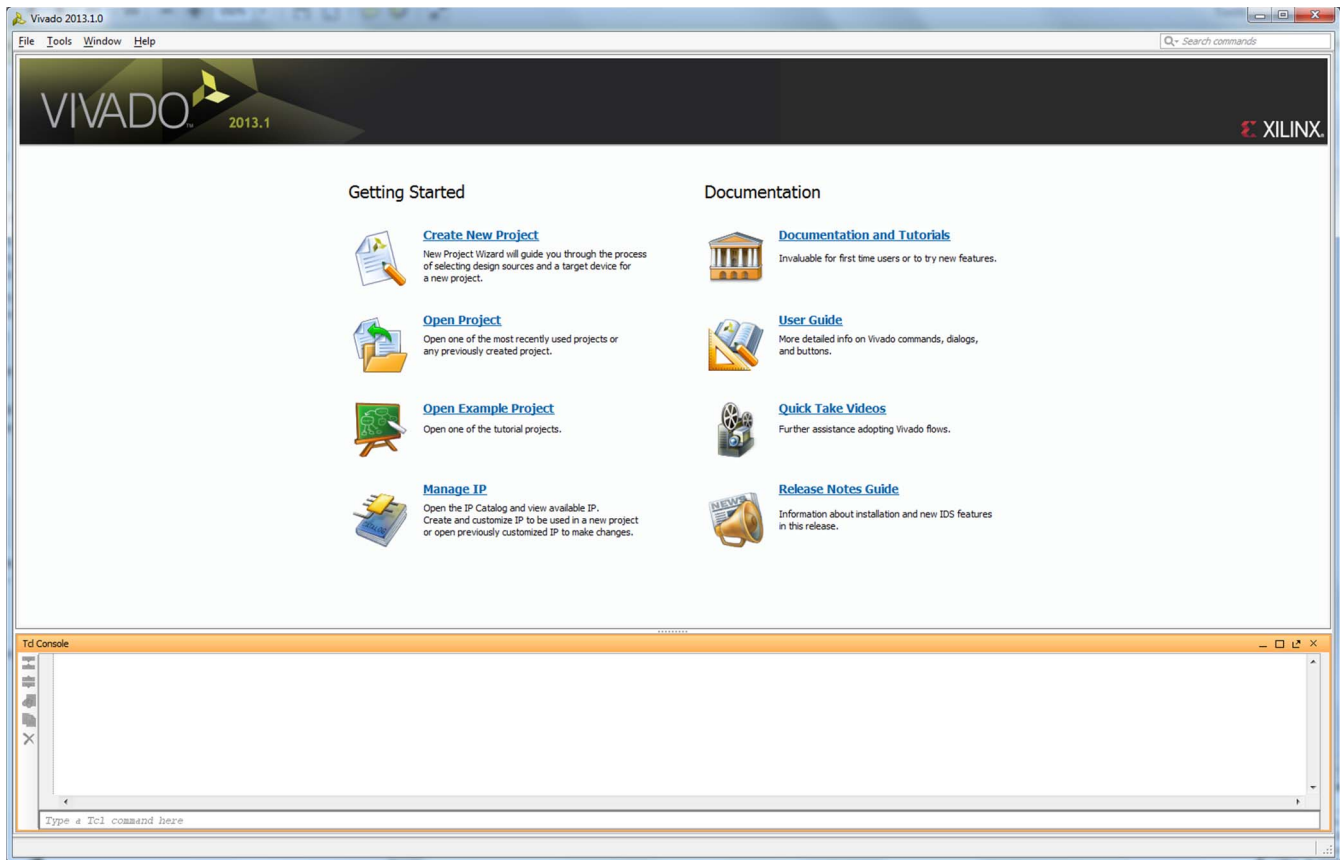 Vivado 2013.1.0
File Tools Window Help
Search commands
VIVADO™ 2013.1
XILINX.
Getting Started
Create New Project
New Project Wizard will guide you through the process
of selecting design sources and a target device for
a new project.
Open Project
Open one of the most recently used projects or
any previously created project.
Open Example Project
Open one of the tutorial projects.
Manage IP
Open the IP Catalog and view available IP.
Create and customize IP to be used in a new project
or open previously customized IP to make changes.
Documentation
Documentation and Tutorials
Invaluable for first time users or to try new features.
User Guide
More detailed info on Vivado commands, dialogs,
and buttons.
Quick Take Videos
Further assistance adopting Vivado flows.
NEWS
Release Notes Guide
Information about installation and new IDS features
in this release.
Tcl Console
Type a Tcl command here